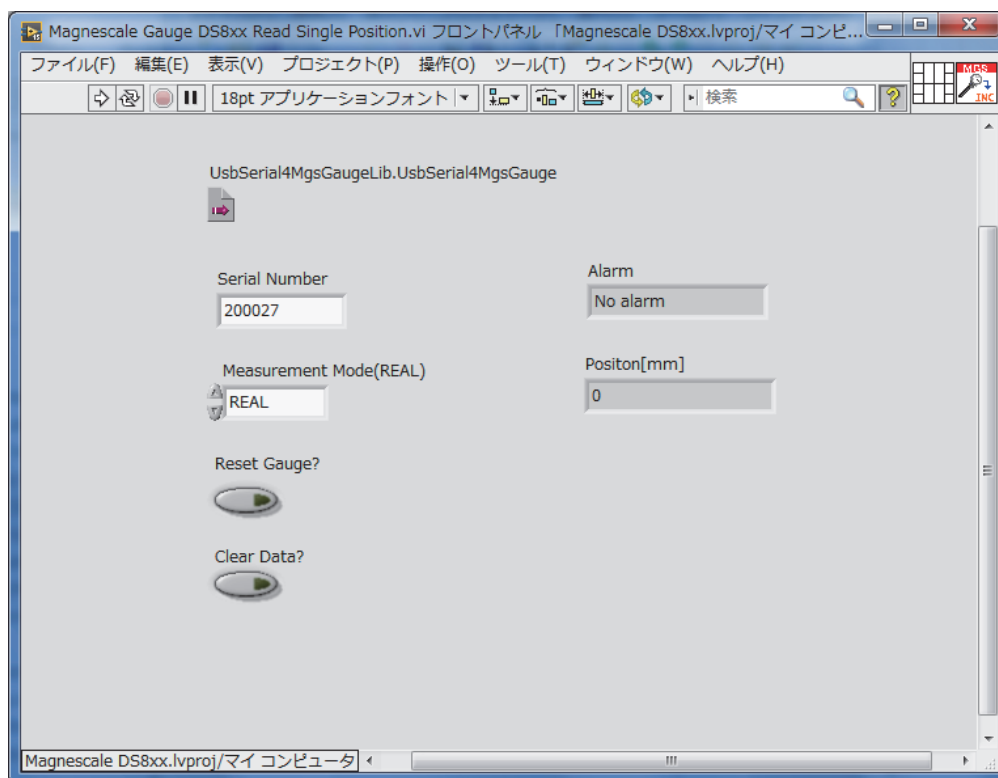 Magnescale Gauge DS8xx Read Single Position.vi フロントパネル 「Magnescale DS8xx.lvproj/マイ コンピ...
ファイル(F) 編集(E) 表示(V) プロジェクト(P) 操作(O) ツール(T) ウィンドウ(W) ヘルプ(H)
18pt アプリケーションフォント
検索
MGS
INC
UsbSerial4MgsGaugeLib.UsbSerial4MgsGauge
Serial Number
200027
Alarm
No alarm
Measurement Mode(REAL)
REAL
Positon[mm]
0
Reset Gauge?
Clear Data?
Magnescale DS8xx.lvproj/マイ コンピュータ